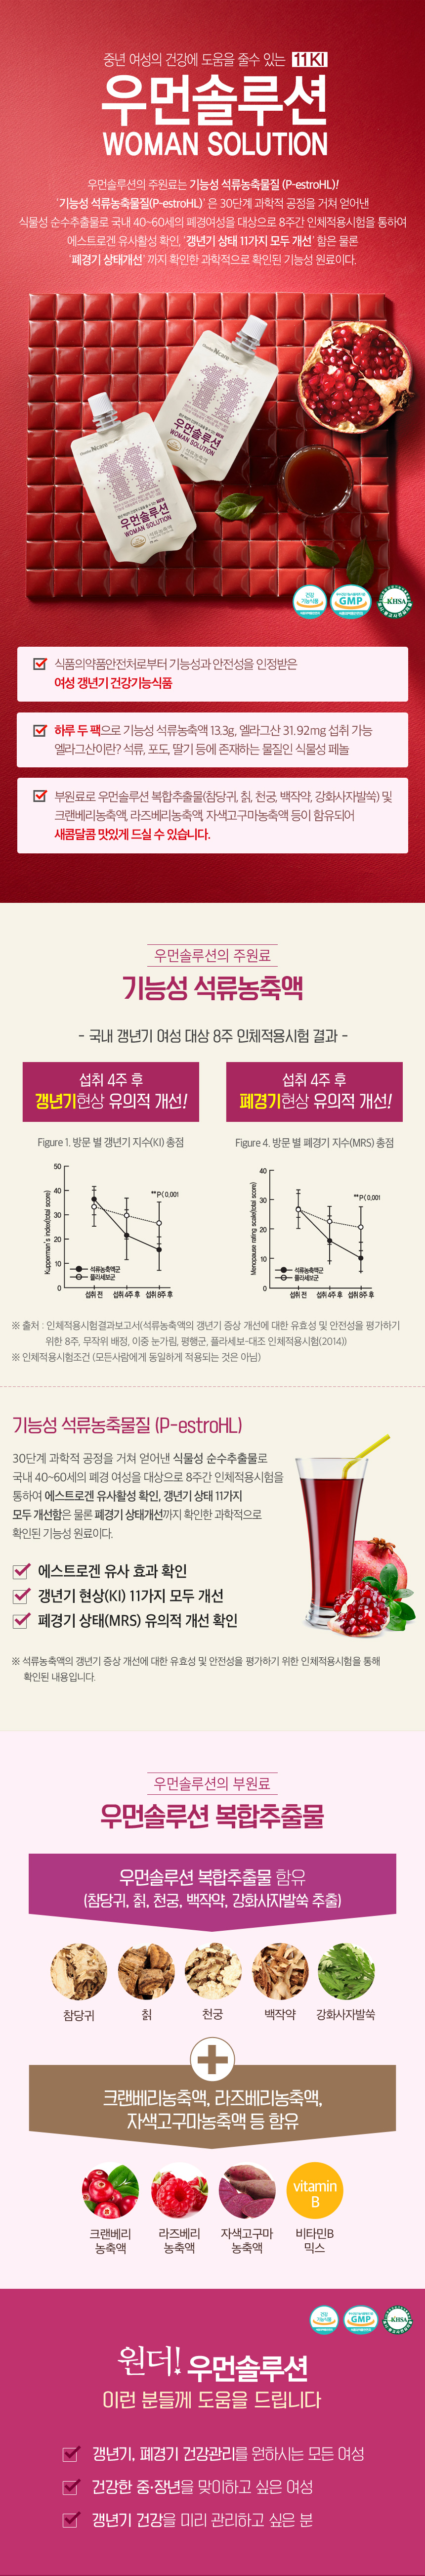 중년 여성의 건강에 도움을 줄수 있는 11KI
우먼솔루션
WOMAN SOLUTION
우먼솔루션의 주원료는 기능성 석류농축물질 (P-estroHL)!
'기능성 석류농축물질(P-estroHL)' 은 30단계 과학적 공정을 거쳐 얻어낸
식물성 순수추출물로 국내 40~60세의 폐경여성을 대상으로 8주간 인체적용시험을 통하여
에스트로겐 유사활성 확인, '갱년기 상태 11가지 모두 개선' 함은 물론
'폐경기 상태개선' 까지 확인한 과학적으로 확인된 기능성 원료이다.
11
우먼솔루션
WOMAN SOLUTION
11
우먼솔루션
WOMAN SOLUTION
건강
기능식품
GMP
KHSA
식품의약품안전처로부터 기능성과 안전성을 인정받은
여성 갱년기 건강기능식품
하루 두 팩으로 기능성 석류농축액 13.3g, 엘라그산 31.92mg 섭취 가능
엘라그산이란? 석류, 포도, 딸기 등에 존재하는 물질인 식물성 페놀
부원료로 우먼솔루션 복합추출물(참당귀, 칡, 천궁, 백작약, 강화사자발쑥) 및
크랜베리농축액, 라즈베리농축액, 자색고구마농축액 등이 함유되어
새콤달콤 맛있게 드실 수 있습니다.
우먼솔루션의 주원료
기능성 석류농축액
- 국내 갱년기 여성 대상 8주 인체적용시험 결과 -
섭취 4주 후
갱년기현상 유의적 개선!
Figure 1. 방문 별 갱년기 지수(KI) 총점
Kupperman's index(total score)
50
40
30
20
10
0
**P<0.001
석류농축액군
플라세보군
섭취 전 섭취 4주 후 섭취 8주 후
섭취 4주 후
폐경기현상 유의적 개선!
Figure 4. 방문 별 폐경기 지수(MRS) 총점
Menopause rating scale(total score)
40
30
20
10
0
**P<0.001
석류농축액군
플라세보군
섭취 전 섭취 4주 후 섭취 8주 후
※ 출처 : 인체적용시험결과보고서(석류농축액의 갱년기 증상 개선에 대한 유효성 및 안전성을 평가하기
위한 8주, 무작위 배정, 이중 눈가림, 평행군, 플라세보-대조 인체적용시험(2014))
※ 인체적용시험조건 (모든사람에게 동일하게 적용되는 것은 아님)
기능성 석류농축물질 (P-estroHL)
30단계 과학적 공정을 거쳐 얻어낸 식물성 순수추출물로
국내 40~60세의 폐경 여성을 대상으로 8주간 인체적용시험을
통하여 에스트로겐 유사활성 확인, 갱년기 상태 11가지
모두 개선함은 물론 폐경기 상태개선까지 확인한 과학적으로
확인된 기능성 원료이다.
에스트로겐 유사 효과 확인
갱년기 현상(KI) 11가지 모두 개선
폐경기 상태(MRS) 유의적 개선 확인
※ 석류농축액의 갱년기 증상 개선에 대한 유효성 및 안전성을 평가하기 위한 인체적용시험을 통해
확인된 내용입니다.
우먼솔루션의 부원료
우먼솔루션 복합추출물
우먼솔루션 복합추출물 함유
(참당귀, 칡, 천궁, 백작약, 강화사자발쑥 추출)
참당귀 칡 천궁 백작약 강화사자발쑥
크랜베리농축액, 라즈베리농축액,
자색고구마농축액 등 함유
vitamin
B
크랜베리
농축액
라즈베리
농축액
자색고구마
농축액
비타민B
믹스
건강
기능식품
GMP
KHSA
원더! 우먼솔루션
이런 분들께 도움을 드립니다
갱년기, 폐경기 건강관리를 원하시는 모든 여성
건강한 중·장년을 맞이하고 싶은 여성
갱년기 건강을 미리 관리하고 싶은 분